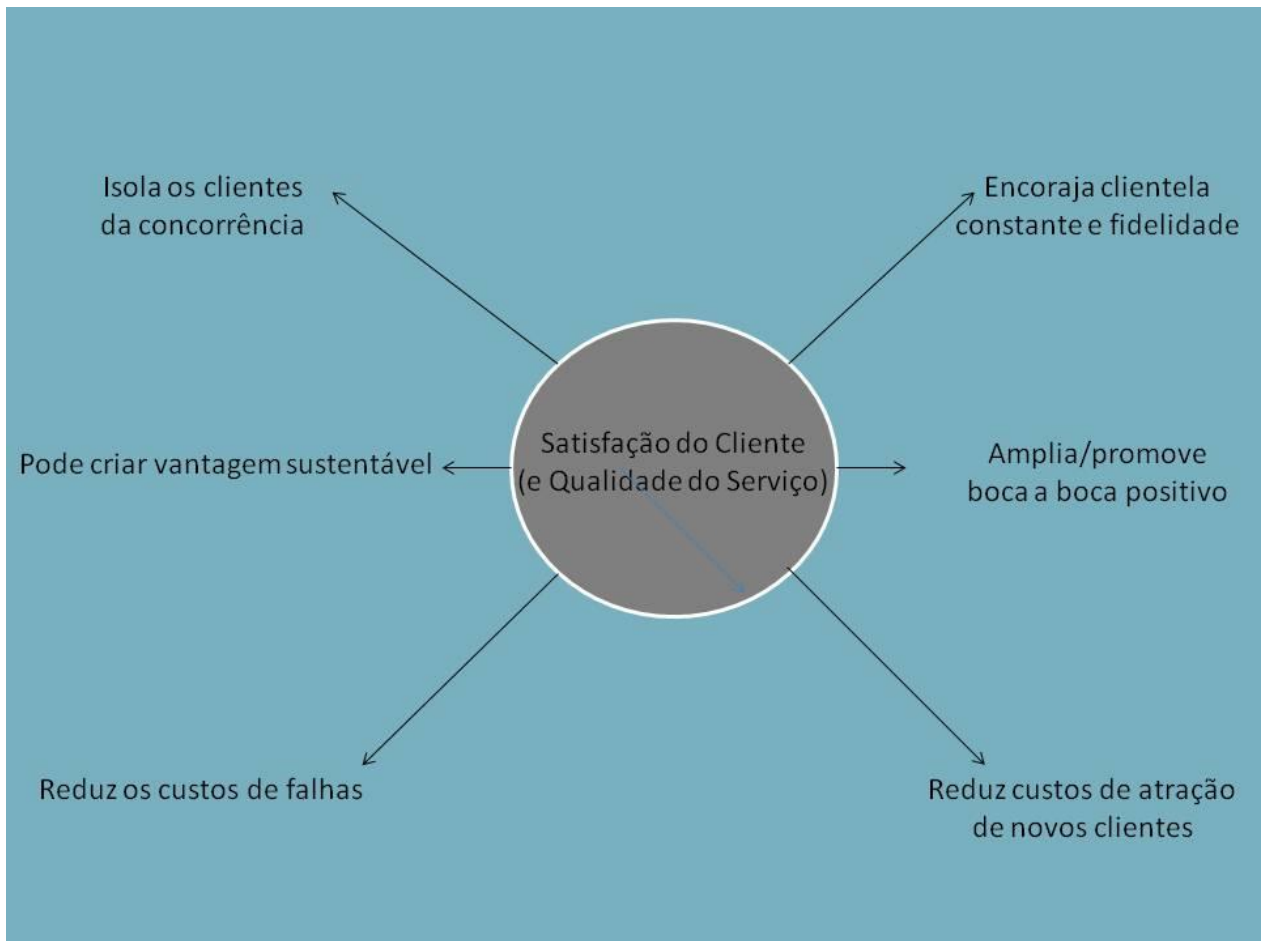 Isola os clientes
da concorrência
Encoraja clientela
constante e fidelidade
Pode criar vantagem sustentável
Satisfação do Cliente
(e Qualidade do Serviço)
Amplia/promove
boca a boca positivo
Reduz os custos de falhas
Reduz custos de atração
de novos clientes